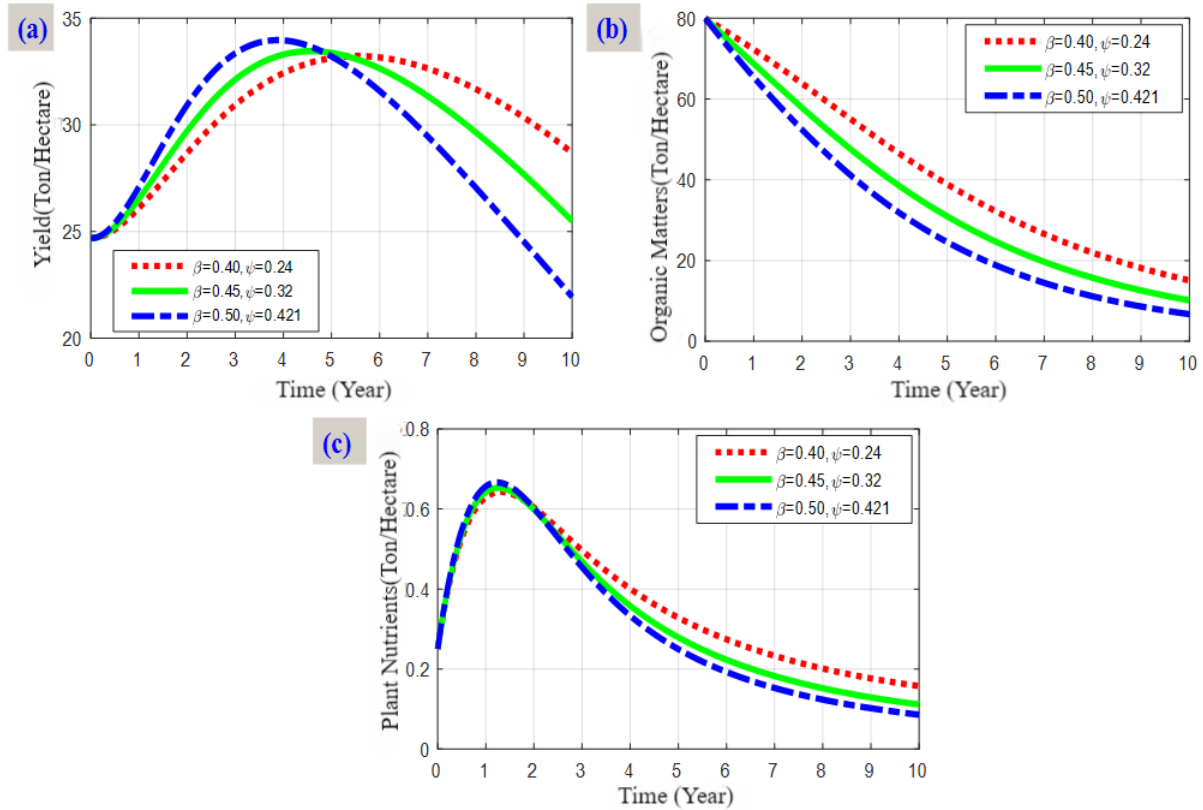 (a)
Yield(Ton/Hectare)
35
30
25
20
β=0.40,ψ=0.24
β=0.45,ψ=0.32
β=0.50,ψ=0.421
0 1 2 3 4 5 6 7 8 9 10
Time (Year)
(b)
Organic Matters(Ton/Hectare)
80
60
40
20
0
β=0.40,ψ=0.24
β=0.45,ψ=0.32
β=0.50,ψ=0.421
0 1 2 3 4 5 6 7 8 9 10
Time (Year)
(c)
Plant Nutrients(Ton/Hectare)
0.8
0.6
0.4
0.2
0
β=0.40,ψ=0.24
β=0.45,ψ=0.32
β=0.50,ψ=0.421
0 1 2 3 4 5 6 7 8 9 10
Time (Year)